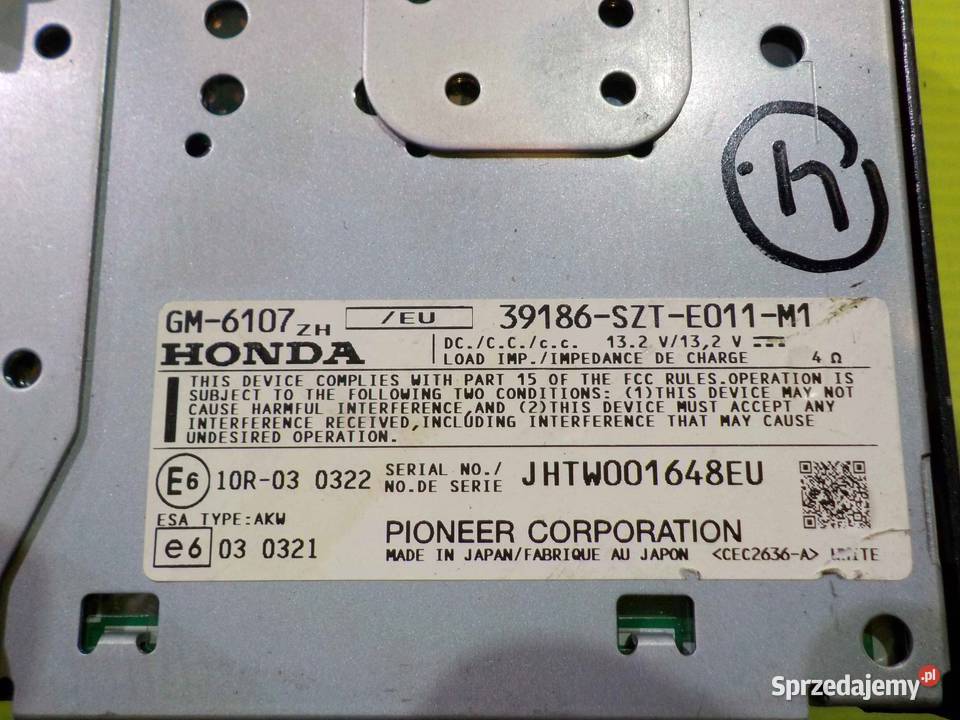 h
GM-6107ZH /EU 39186-SZT-E011-M1
HONDA
DC./C.C./c.c. 13.2 V/13,2 V
LOAD IMP./IMPEDANCE DE CHARGE 4 Ω
THIS DEVICE COMPLIES WITH PART 15 OF THE FCC RULES.OPERATION IS
SUBJECT TO THE FOLLOWING TWO CONDITIONS: (1)THIS DEVICE MAY NOT
CAUSE HARMFUL INTERFERENCE,AND (2)THIS DEVICE MUST ACCEPT ANY
INTERFERENCE RECEIVED,INCLUDING INTERFERENCE THAT MAY CAUSE
UNDESIRED OPERATION.
E6 10R-03 0322
SERIAL NO./
NO.DE SERIE
JHTW001648EU
ESA TYPE:AKW
e6 03 0321
PIONEER CORPORATION
MADE IN JAPAN/FABRIQUE AU JAPON <CEC2636-A>
Sprzedajemy.pl